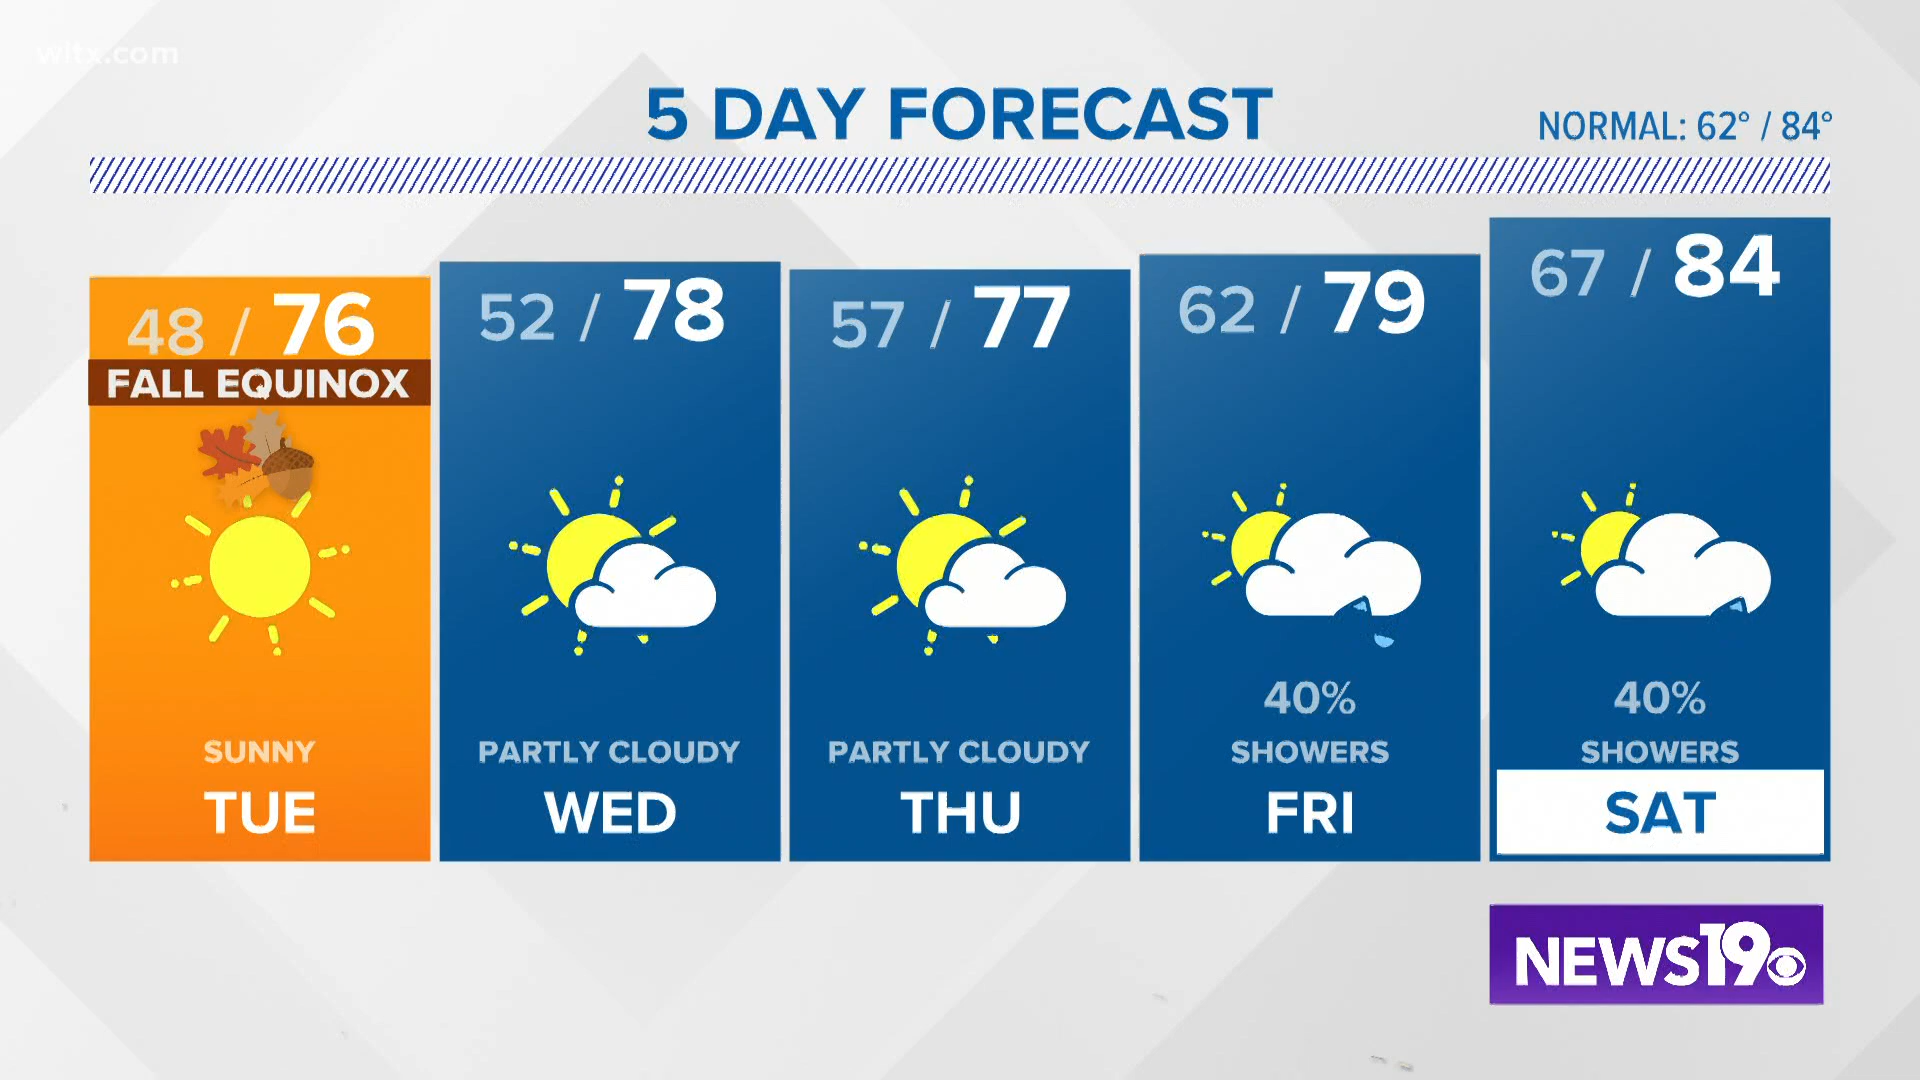 wltx.com
5 DAY FORECAST
NORMAL: 62° / 84°
48 / 76
FALL EQUINOX
SUNNY
TUE
52 / 78
PARTLY CLOUDY
WED
57 / 77
PARTLY CLOUDY
THU
62 / 79
40%
SHOWERS
FRI
67 / 84
40%
SHOWERS
SAT
NEWS19